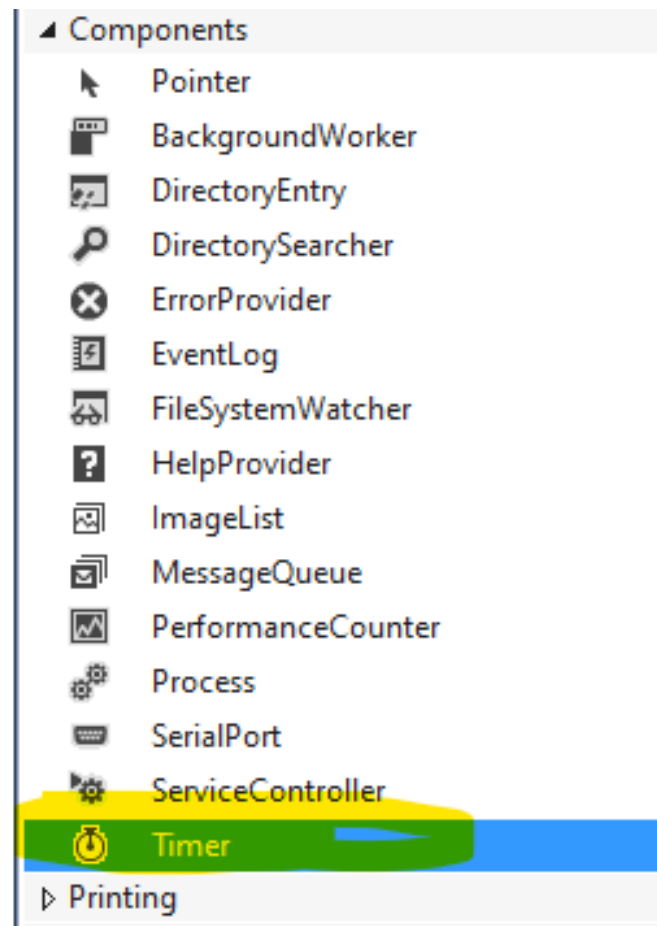 Components
Pointer
BackgroundWorker
DirectoryEntry
DirectorySearcher
ErrorProvider
EventLog
FileSystemWatcher
HelpProvider
ImageList
MessageQueue
PerformanceCounter
Process
SerialPort
ServiceController
Timer
Printing